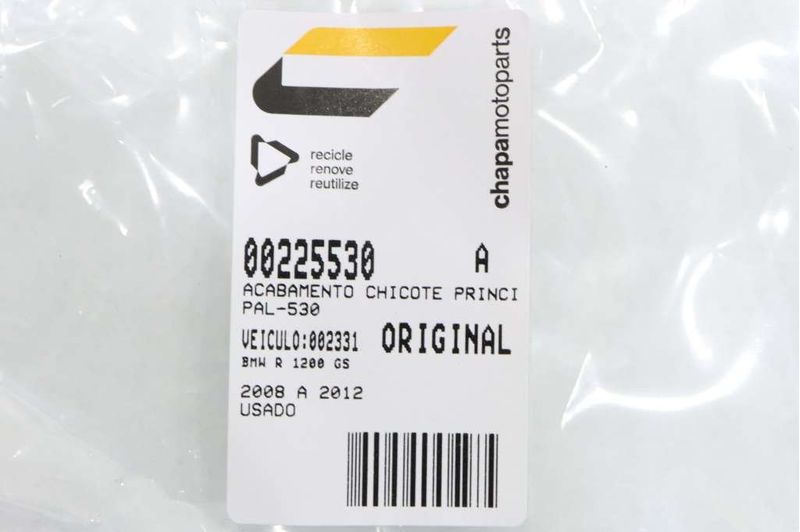 chapamotoparts
recicle
renove
reutilize
00225530 A
ACABAMENTO CHICOTE PRINCI
PAL-530
VEICULO:002331 ORIGINAL
BMW R 1200 GS
2008 A 2012
USADO